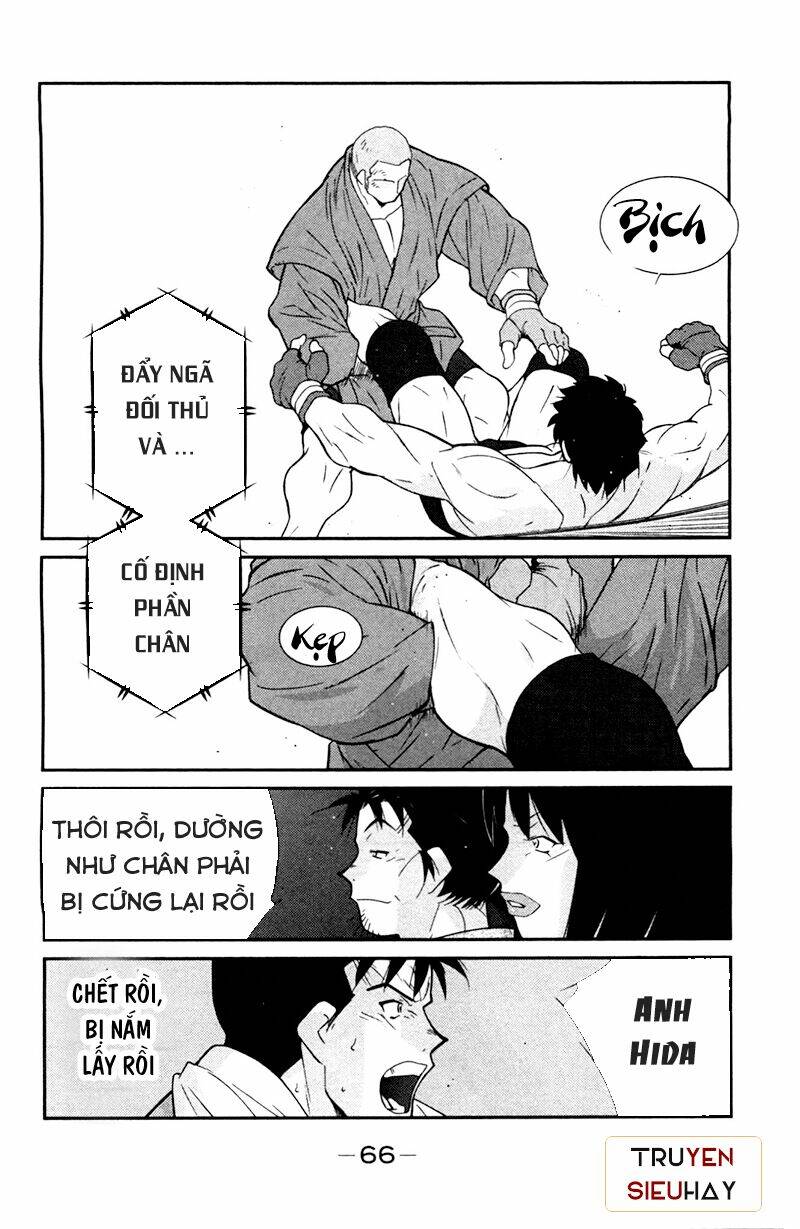 Bịch
ĐẨY NGÃ
ĐỐI THỦ
VÀ ...
CỐ ĐỊNH
PHẦN
CHÂN
Kẹp
THÔI RỒI, DƯỜNG
NHƯ CHÂN PHẢI
BỊ CỨNG LẠI RỒI
ANH
HIDA
CHẾT RỒI,
BỊ NẮM
LẤY RỒI
—66—
TRUYEN
SIEUHAY